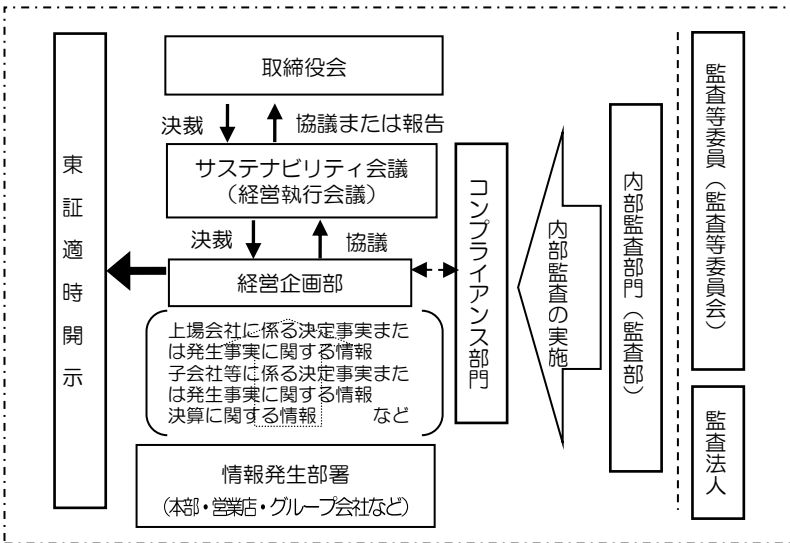 取締役会
決裁
協議または報告
サステナビリティ会議
（経営執行会議）
決裁
協議
経営企画部
上場会社に係る決定事実また
は発生事実に関する情報
子会社等に係る決定事実また
は発生事実に関する情報
決算に関する情報 など
情報発生部署
（本部・営業店・グループ会社など）
東証適時開示
コンプライアンス部門
内部監査の実施
内部監査部門（監査部）
監査等委員（監査等委員会）
監査法人